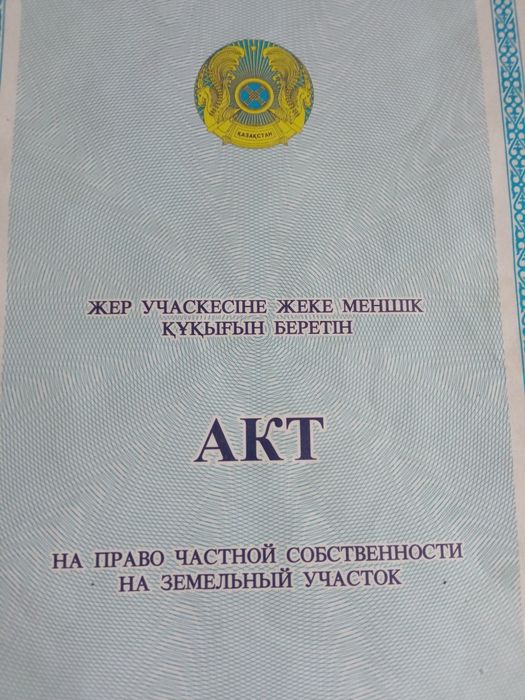 ҚАЗАҚСТАН
ЖЕР УЧАСКЕСІНЕ ЖЕКЕ МЕНШІК
ҚҰҚЫҒЫН БЕРЕТІН
АКТ
НА ПРАВО ЧАСТНОЙ СОБСТВЕННОСТИ
НА ЗЕМЕЛЬНЫЙ УЧАСТОК